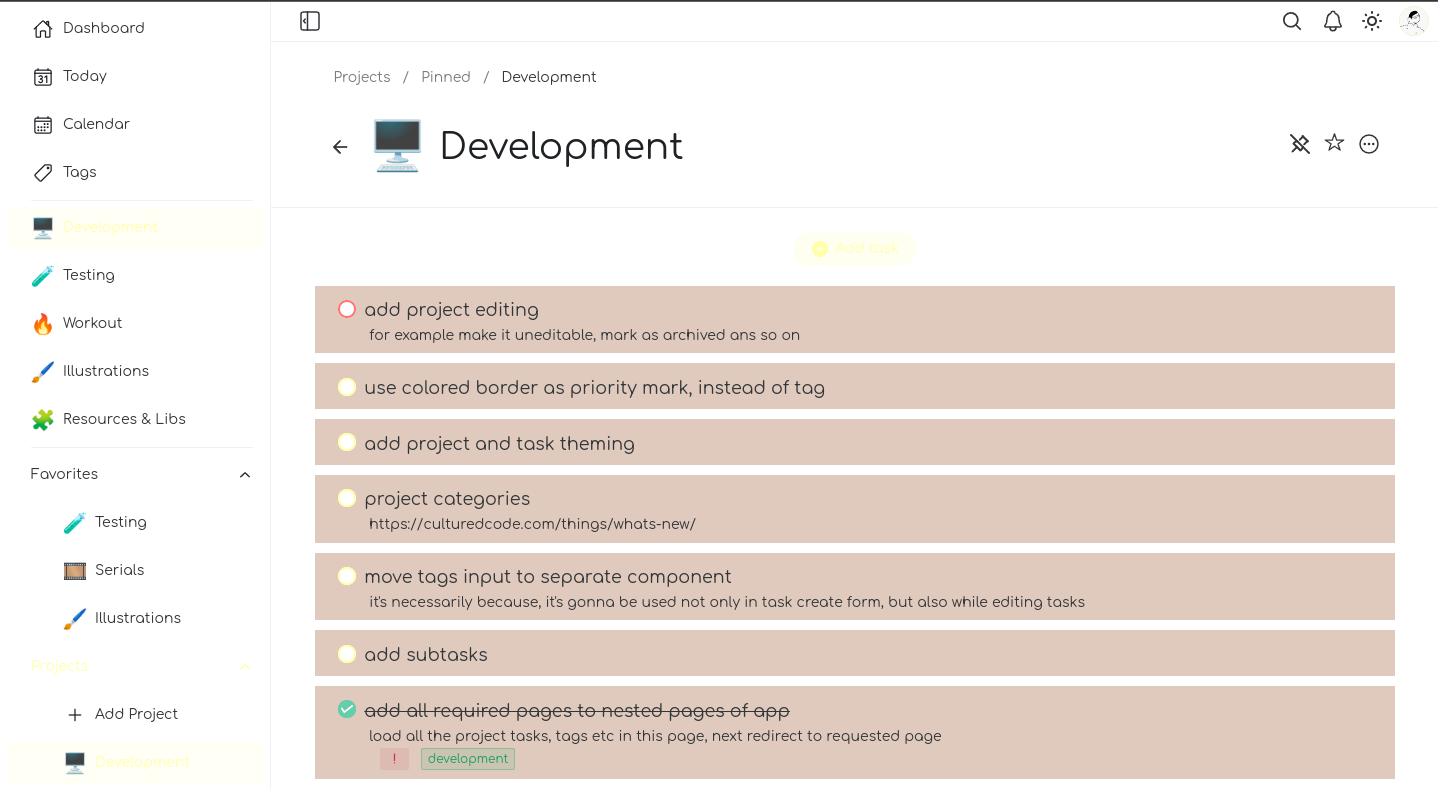 Dashboard
Today
Calendar
Tags
Development
Testing
Workout
Illustrations
Resources & Libs
Favorites
Testing
Serials
Illustrations
Projects
Add Project
Development
Projects / Pinned / Development
Development
Add task
add project editing
for example make it uneditable, mark as archived ans so on
use colored border as priority mark, instead of tag
add project and task theming
project categories
https://culturedcode.com/things/whats-new/
move tags input to separate component
it's necessarily because, it's gonna be used not only in task create form, but also while editing tasks
add subtasks
add all required pages to nested pages of app
load all the project tasks, tags etc in this page, next redirect to requested page
! development